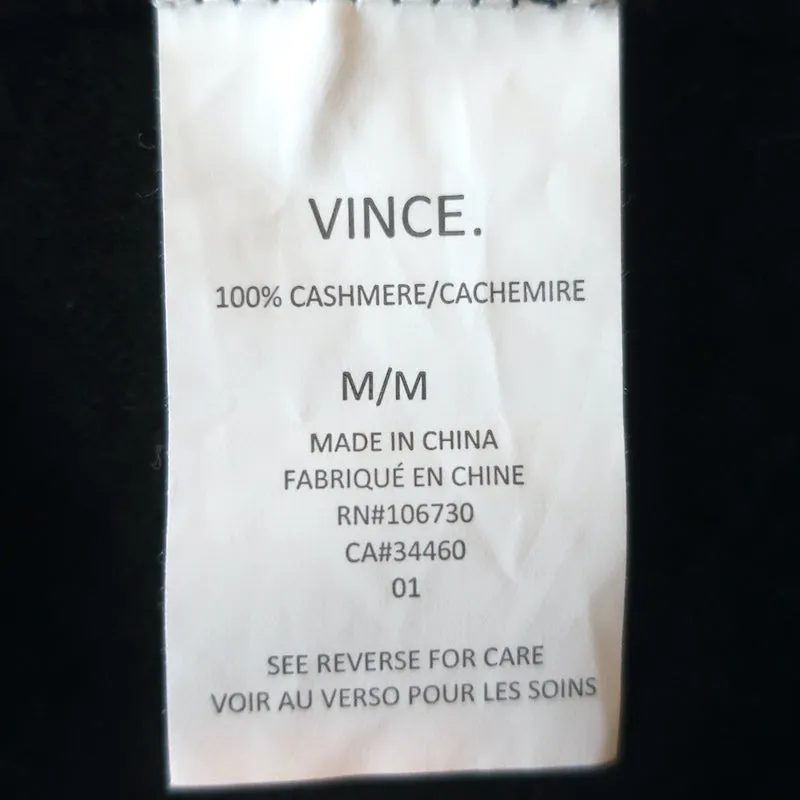 VINCE.
100% CASHMERE/CACHEMIRE
M/M
MADE IN CHINA
FABRIQUÉ EN CHINE
RN#106730
CA#34460
01
SEE REVERSE FOR CARE
VOIR AU VERSO POUR LES SOINS